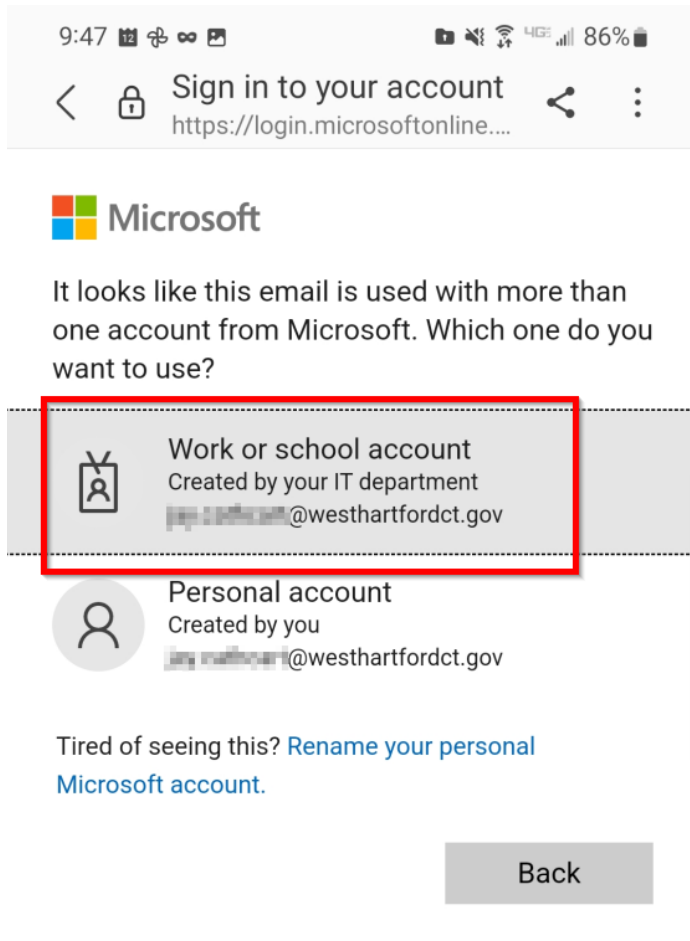 9:47 12 4GE 86%
Sign in to your account
https://login.microsoftonline....
Microsoft
It looks like this email is used with more than
one account from Microsoft. Which one do you
want to use?
Work or school account
Created by your IT department
@westhartfordct.gov
Personal account
Created by you
@westhartfordct.gov
Tired of seeing this? Rename your personal
Microsoft account.
Back